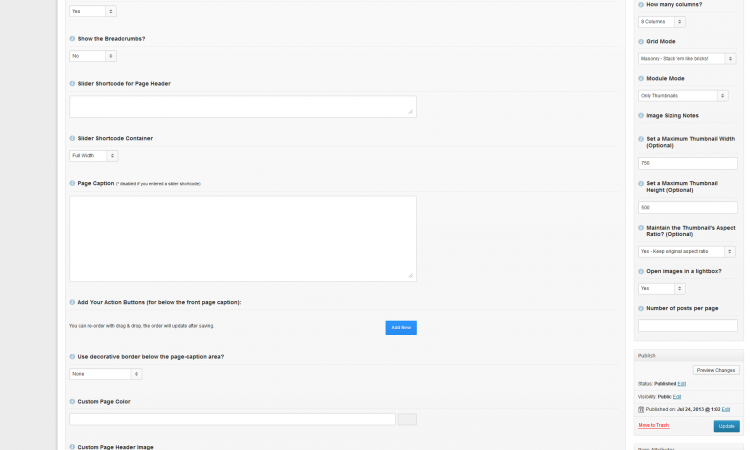 Yes
Show the Breadcrumbs?
No
Slider Shortcode for Page Header
Slider Shortcode Container
Full Width
Page Caption (* disabled if you entered a slider shortcode)
Add Your Action Buttons (for below the front page caption):
You can re-order with drag & drop, the order will update after saving.
Add New
Use decorative border below the page-caption area?
None
Custom Page Color
Custom Page Header Image
How many columns?
8 Columns
Grid Mode
Masonry - Stack 'em like bricks!
Module Mode
Only Thumbnails
Image Sizing Notes
Set a Maximum Thumbnail Width
(Optional)
750
Set a Maximum Thumbnail
Height (Optional)
500
Maintain the Thumbnail's Aspect
Ratio? (Optional)
Yes - Keep original aspect ratio
Open images in a lightbox?
Yes
Number of posts per page
Publish
Preview Changes
Status: Published Edit
Visibility: Public Edit
Published on: Jul 24, 2013 @ 1:02 Edit
Move to Trash
Update